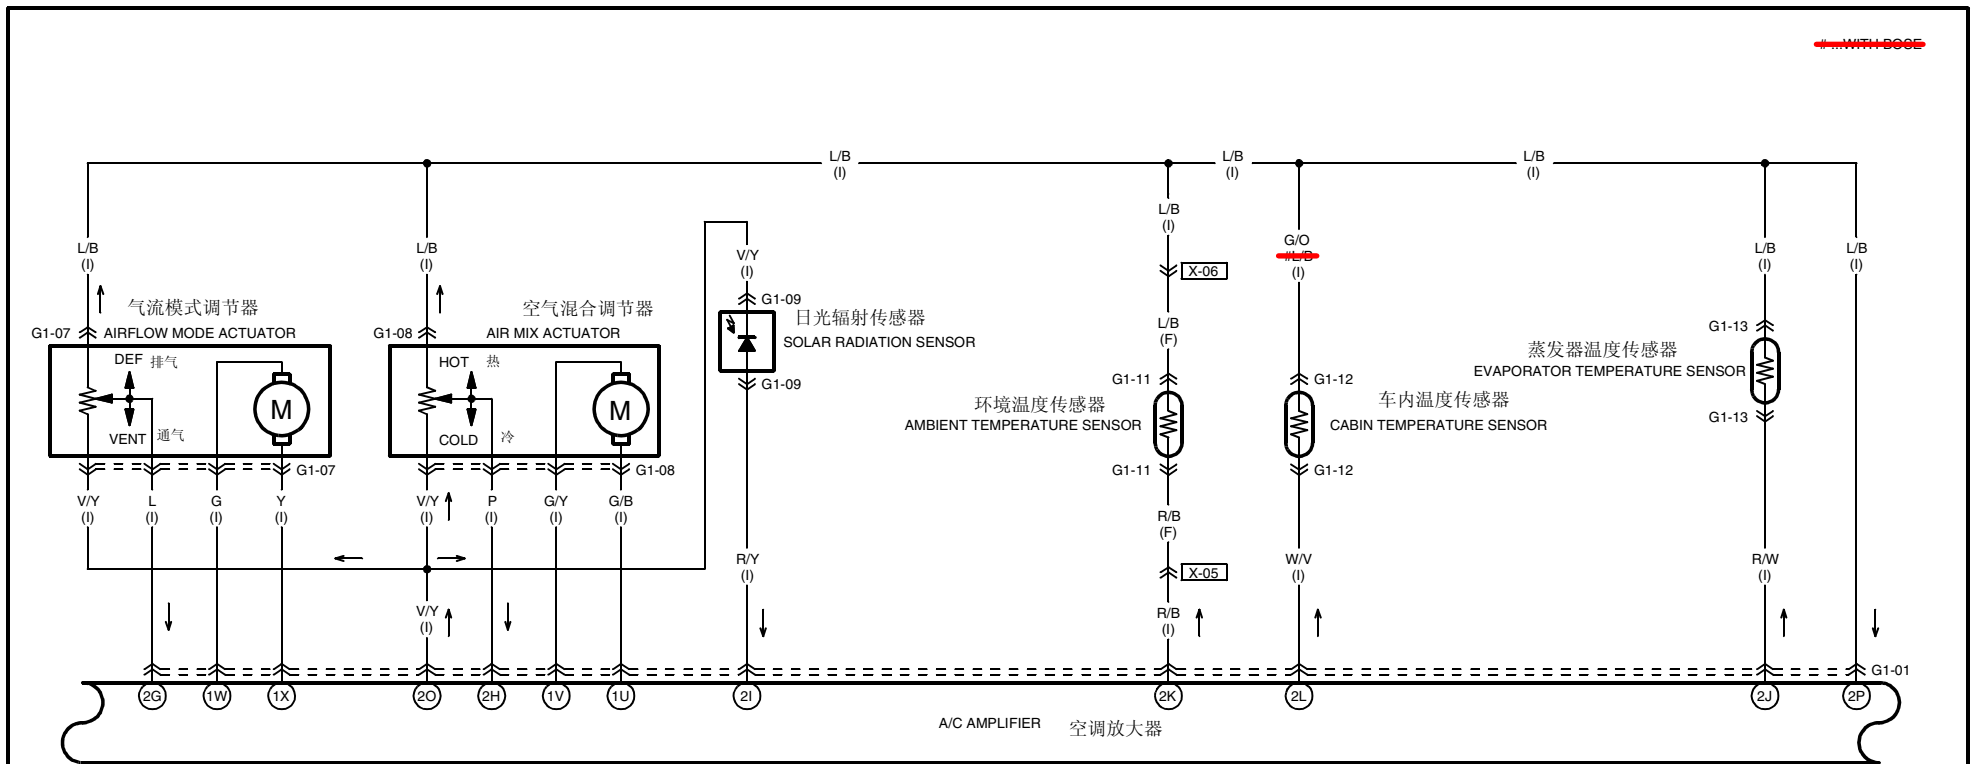 # ...WITH BOSE
L/B
(I)
L/B
(I)
L/B
(I)
L/B
(I)
L/B
(I)
V/Y
(I)
L/B
(I)
G/O
#L/B
(I)
L/B
(I)
L/B
(I)
X-06
气流模式调节器
G1-07
AIRFLOW MODE ACTUATOR
DEF 排气
VENT 通气
M
G1-07
空气混合调节器
G1-08
AIR MIX ACTUATOR
HOT 热
COLD 冷
M
G1-08
G1-09
日光辐射传感器
SOLAR RADIATION SENSOR
G1-09
L/B
(F)
G1-11
环境温度传感器
AMBIENT TEMPERATURE SENSOR
G1-11
G1-12
车内温度传感器
CABIN TEMPERATURE SENSOR
G1-12
G1-13
蒸发器温度传感器
EVAPORATOR TEMPERATURE SENSOR
G1-13
V/Y
(I)
L
(I)
G
(I)
Y
(I)
V/Y
(I)
P
(I)
G/Y
(I)
G/B
(I)
R/B
(F)
R/Y
(I)
W/V
(I)
R/W
(I)
X-05
V/Y
(I)
R/B
(I)
G1-01
2G 1W 1X 2O 2H 1V 1U 2I 2K 2L 2J 2P
A/C AMPLIFIER 空调放大器